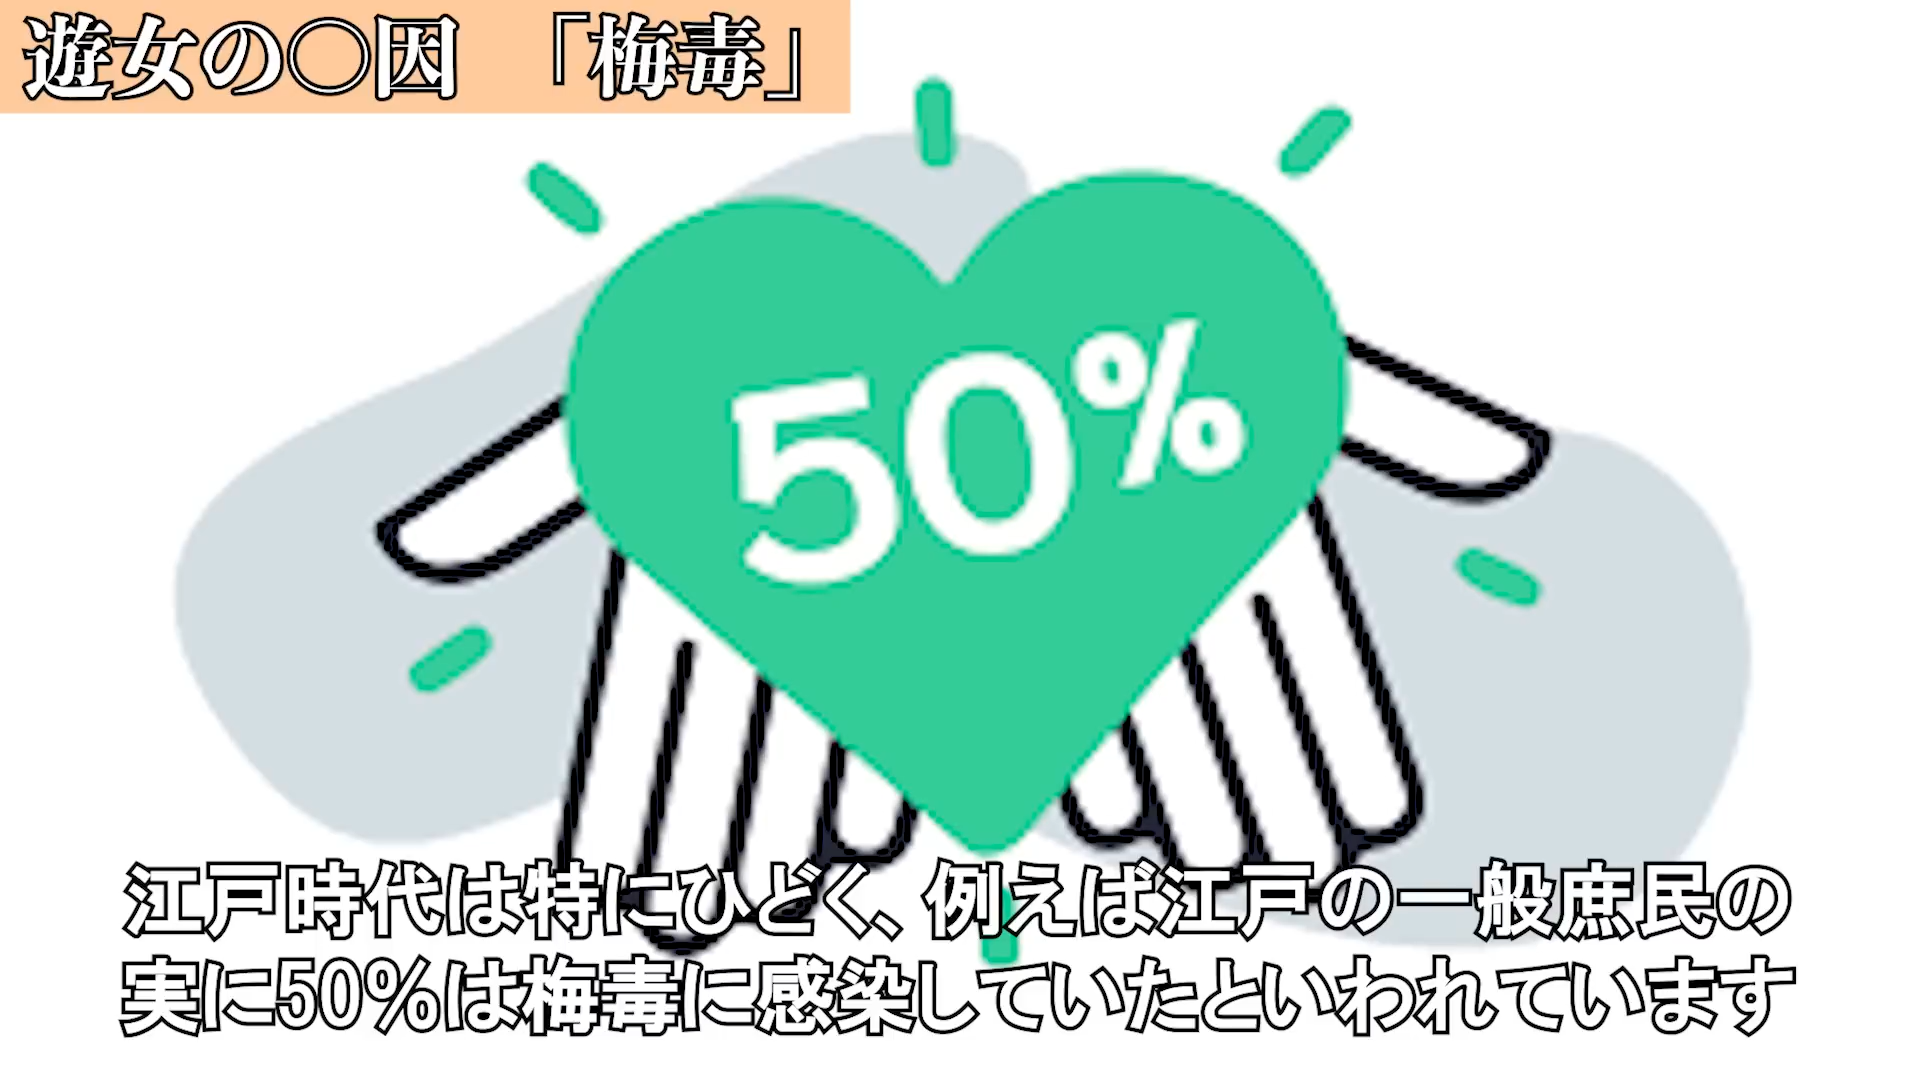 遊女の〇因 「梅毒」
50%
江戸時代は特にひどく、例えば江戸の一般庶民の
実に50%は梅毒に感染していたといわれています